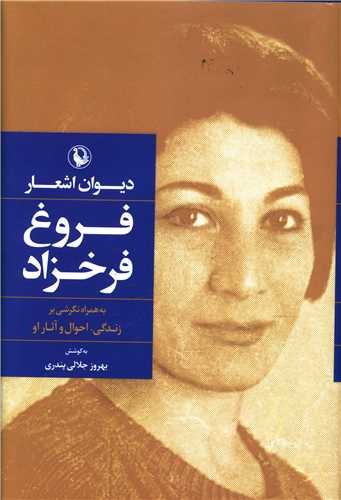 دیوان اشعار
فروغ
فرخزاد
به همراه نگرشی بر
زندگی، احوال و آثار او
به کوشش
بهروز جلالی پندری